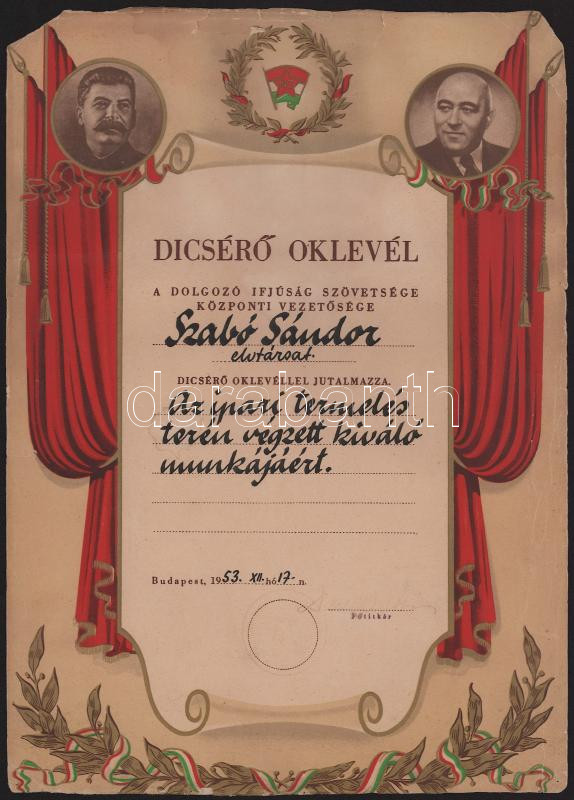 DICSÉRŐ OKLEVÉL
A DOLGOZÓ IFJÚSÁG SZÖVETSÉGE
KÖZPONTI VEZETŐSÉGE
Szabó Sándor
elvtársat.
DICSÉRŐ OKLEVÉLLEL JUTALMAZZA.
Az ipari termelés
terén végzett kiváló
munkájáért.
Budapest, 1953. XII. hó 17-n.
Főtitkár
darabanth